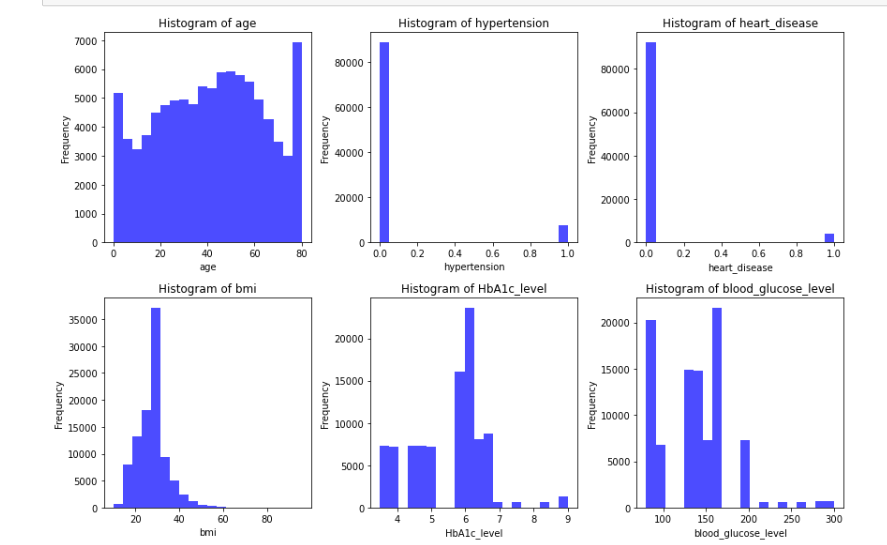 Histogram of age
Frequency
7000
6000
5000
4000
3000
2000
1000
0
0 20 40 60 80
age
Histogram of hypertension
Frequency
80000
60000
40000
20000
0
0.0 0.2 0.4 0.6 0.8 1.0
hypertension
Histogram of heart_disease
Frequency
80000
60000
40000
20000
0
0.0 0.2 0.4 0.6 0.8 1.0
heart_disease
Histogram of bmi
Frequency
35000
30000
25000
20000
15000
10000
5000
0
20 40 60 80
bmi
Histogram of HbA1c_level
Frequency
20000
15000
10000
5000
0
4 5 6 7 8 9
HbA1c_level
Histogram of blood_glucose_level
Frequency
20000
15000
10000
5000
0
100 150 200 250 300
blood_glucose_level